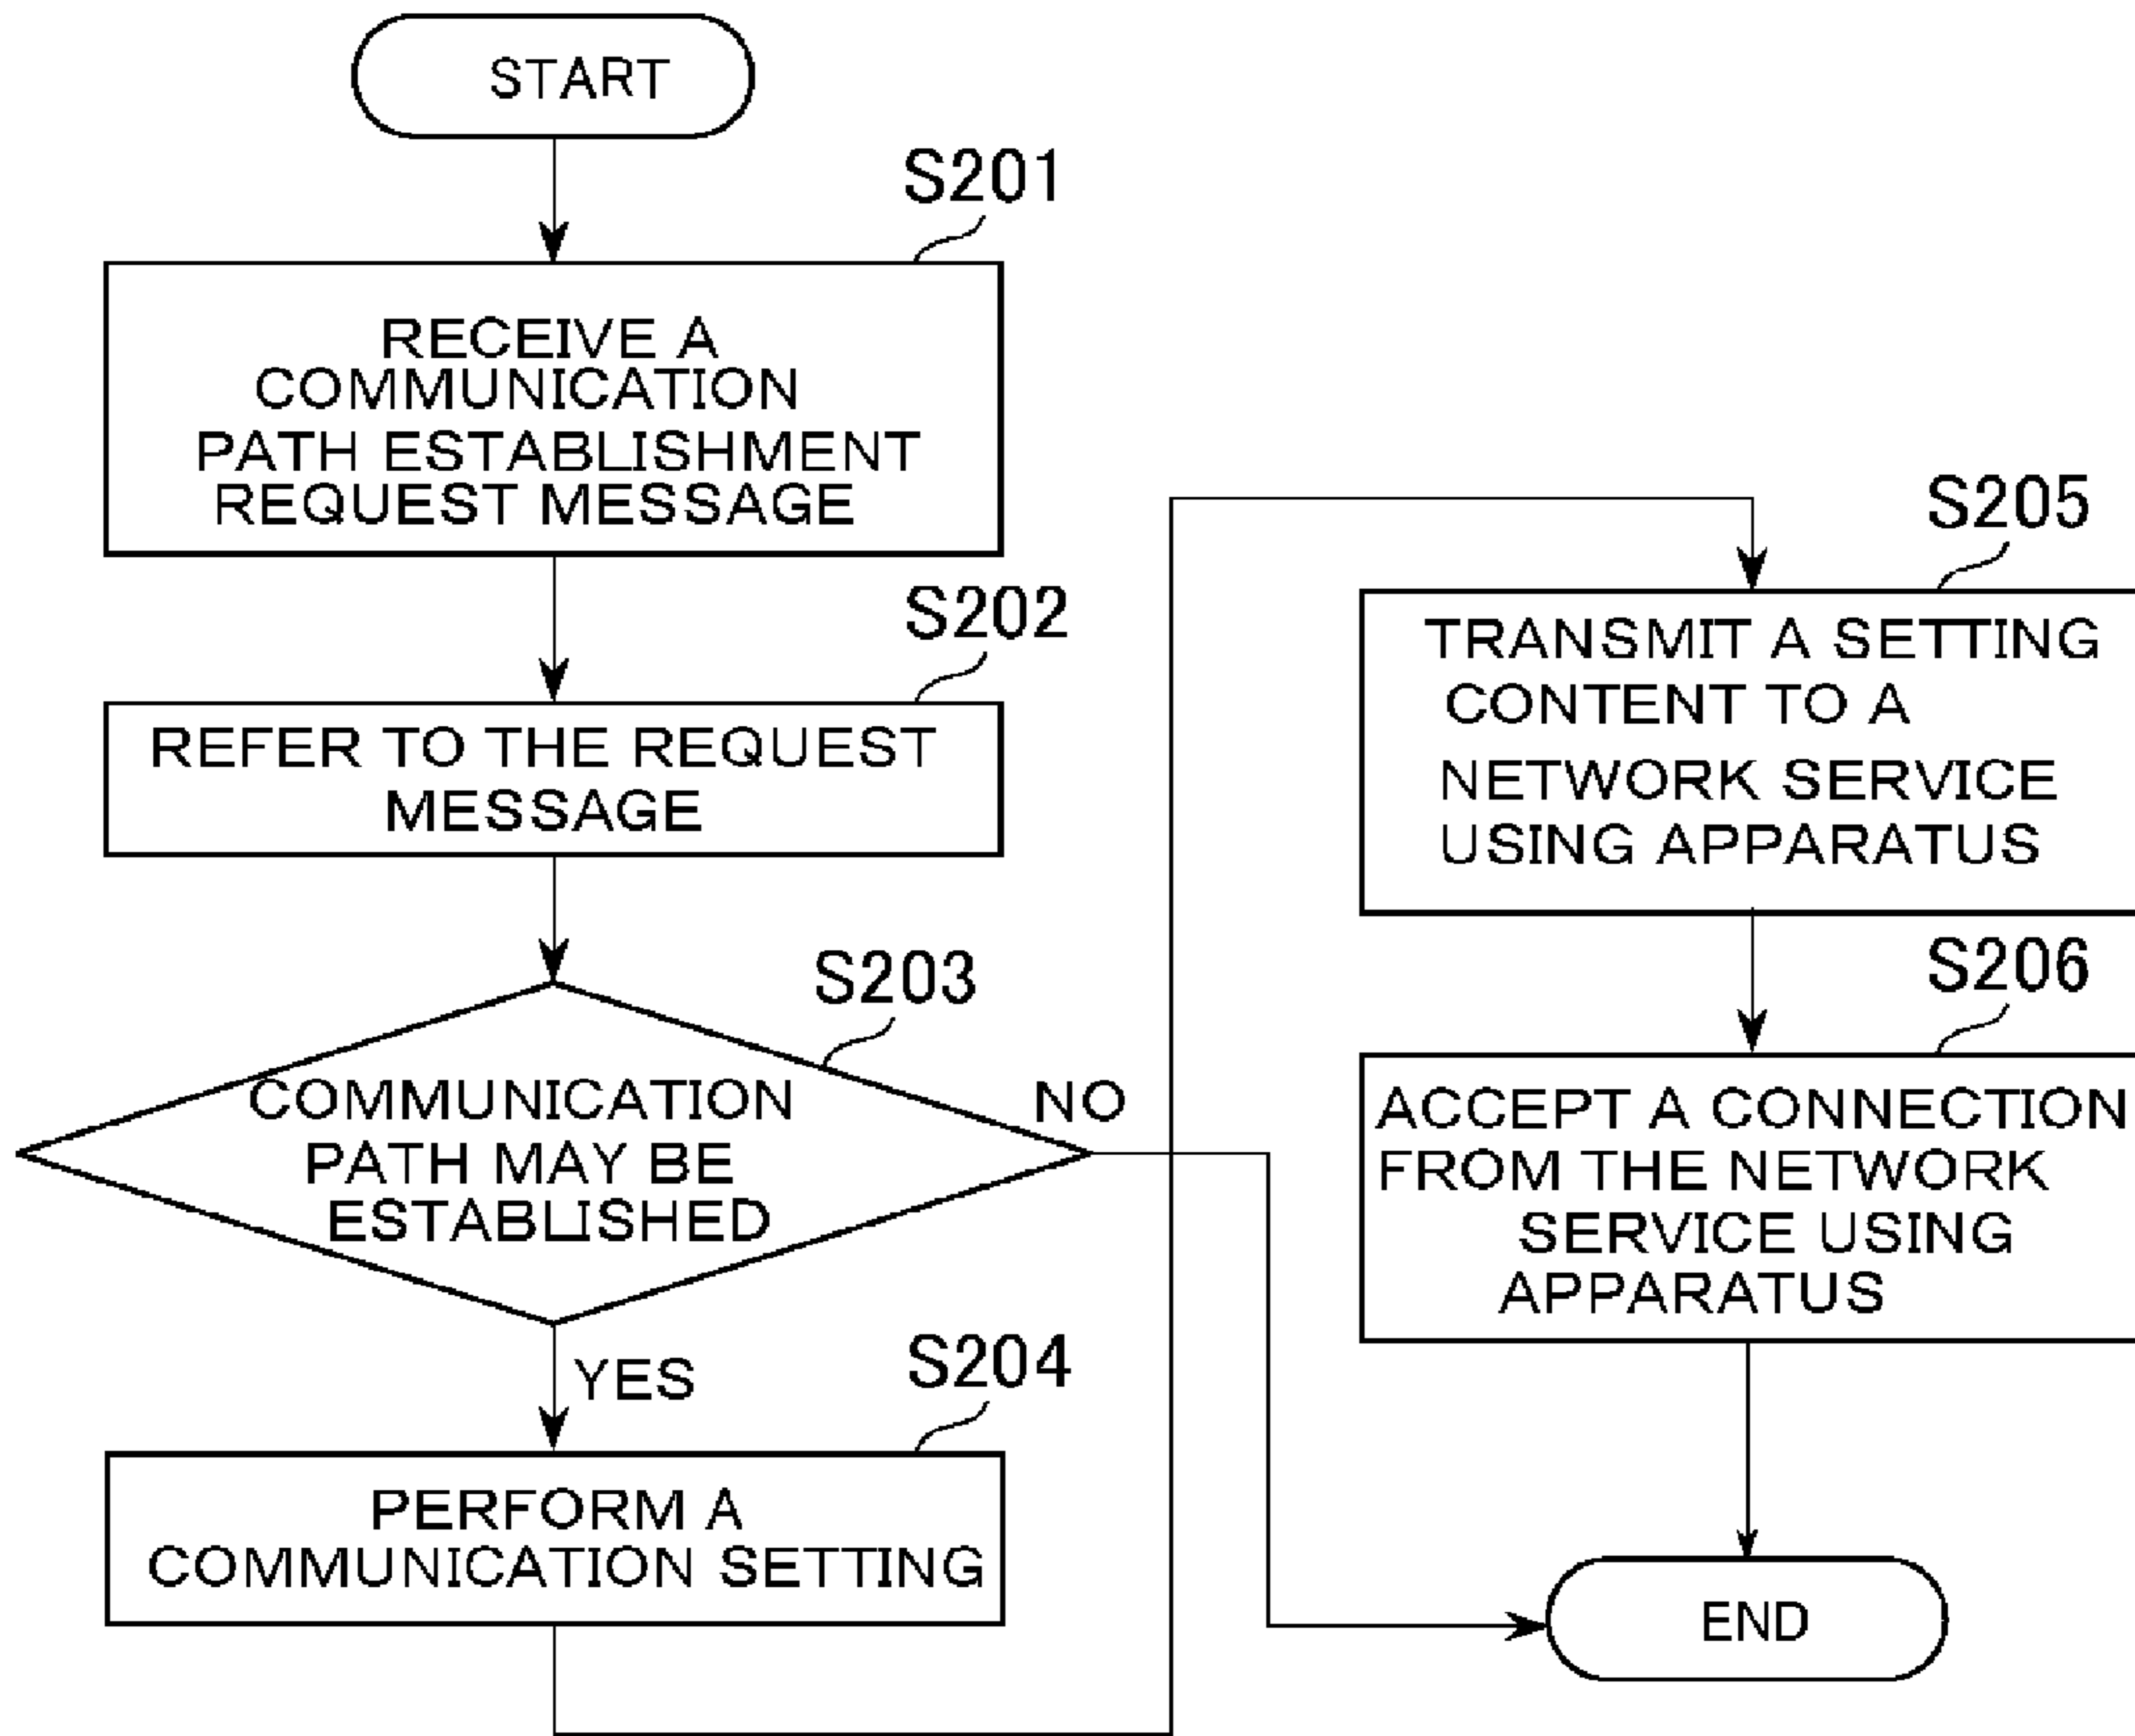 START
S201
RECEIVE A
COMMUNICATION
PATH ESTABLISHMENT
REQUEST MESSAGE
S202
REFER TO THE REQUEST
MESSAGE
S203
COMMUNICATION
PATH MAY BE
ESTABLISHED
NO
YES
S204
PERFORM A
COMMUNICATION SETTING
S205
TRANSMIT A SETTING
CONTENT TO A
NETWORK SERVICE
USING APPARATUS
S206
ACCEPT A CONNECTION
FROM THE NETWORK
SERVICE USING
APPARATUS
END